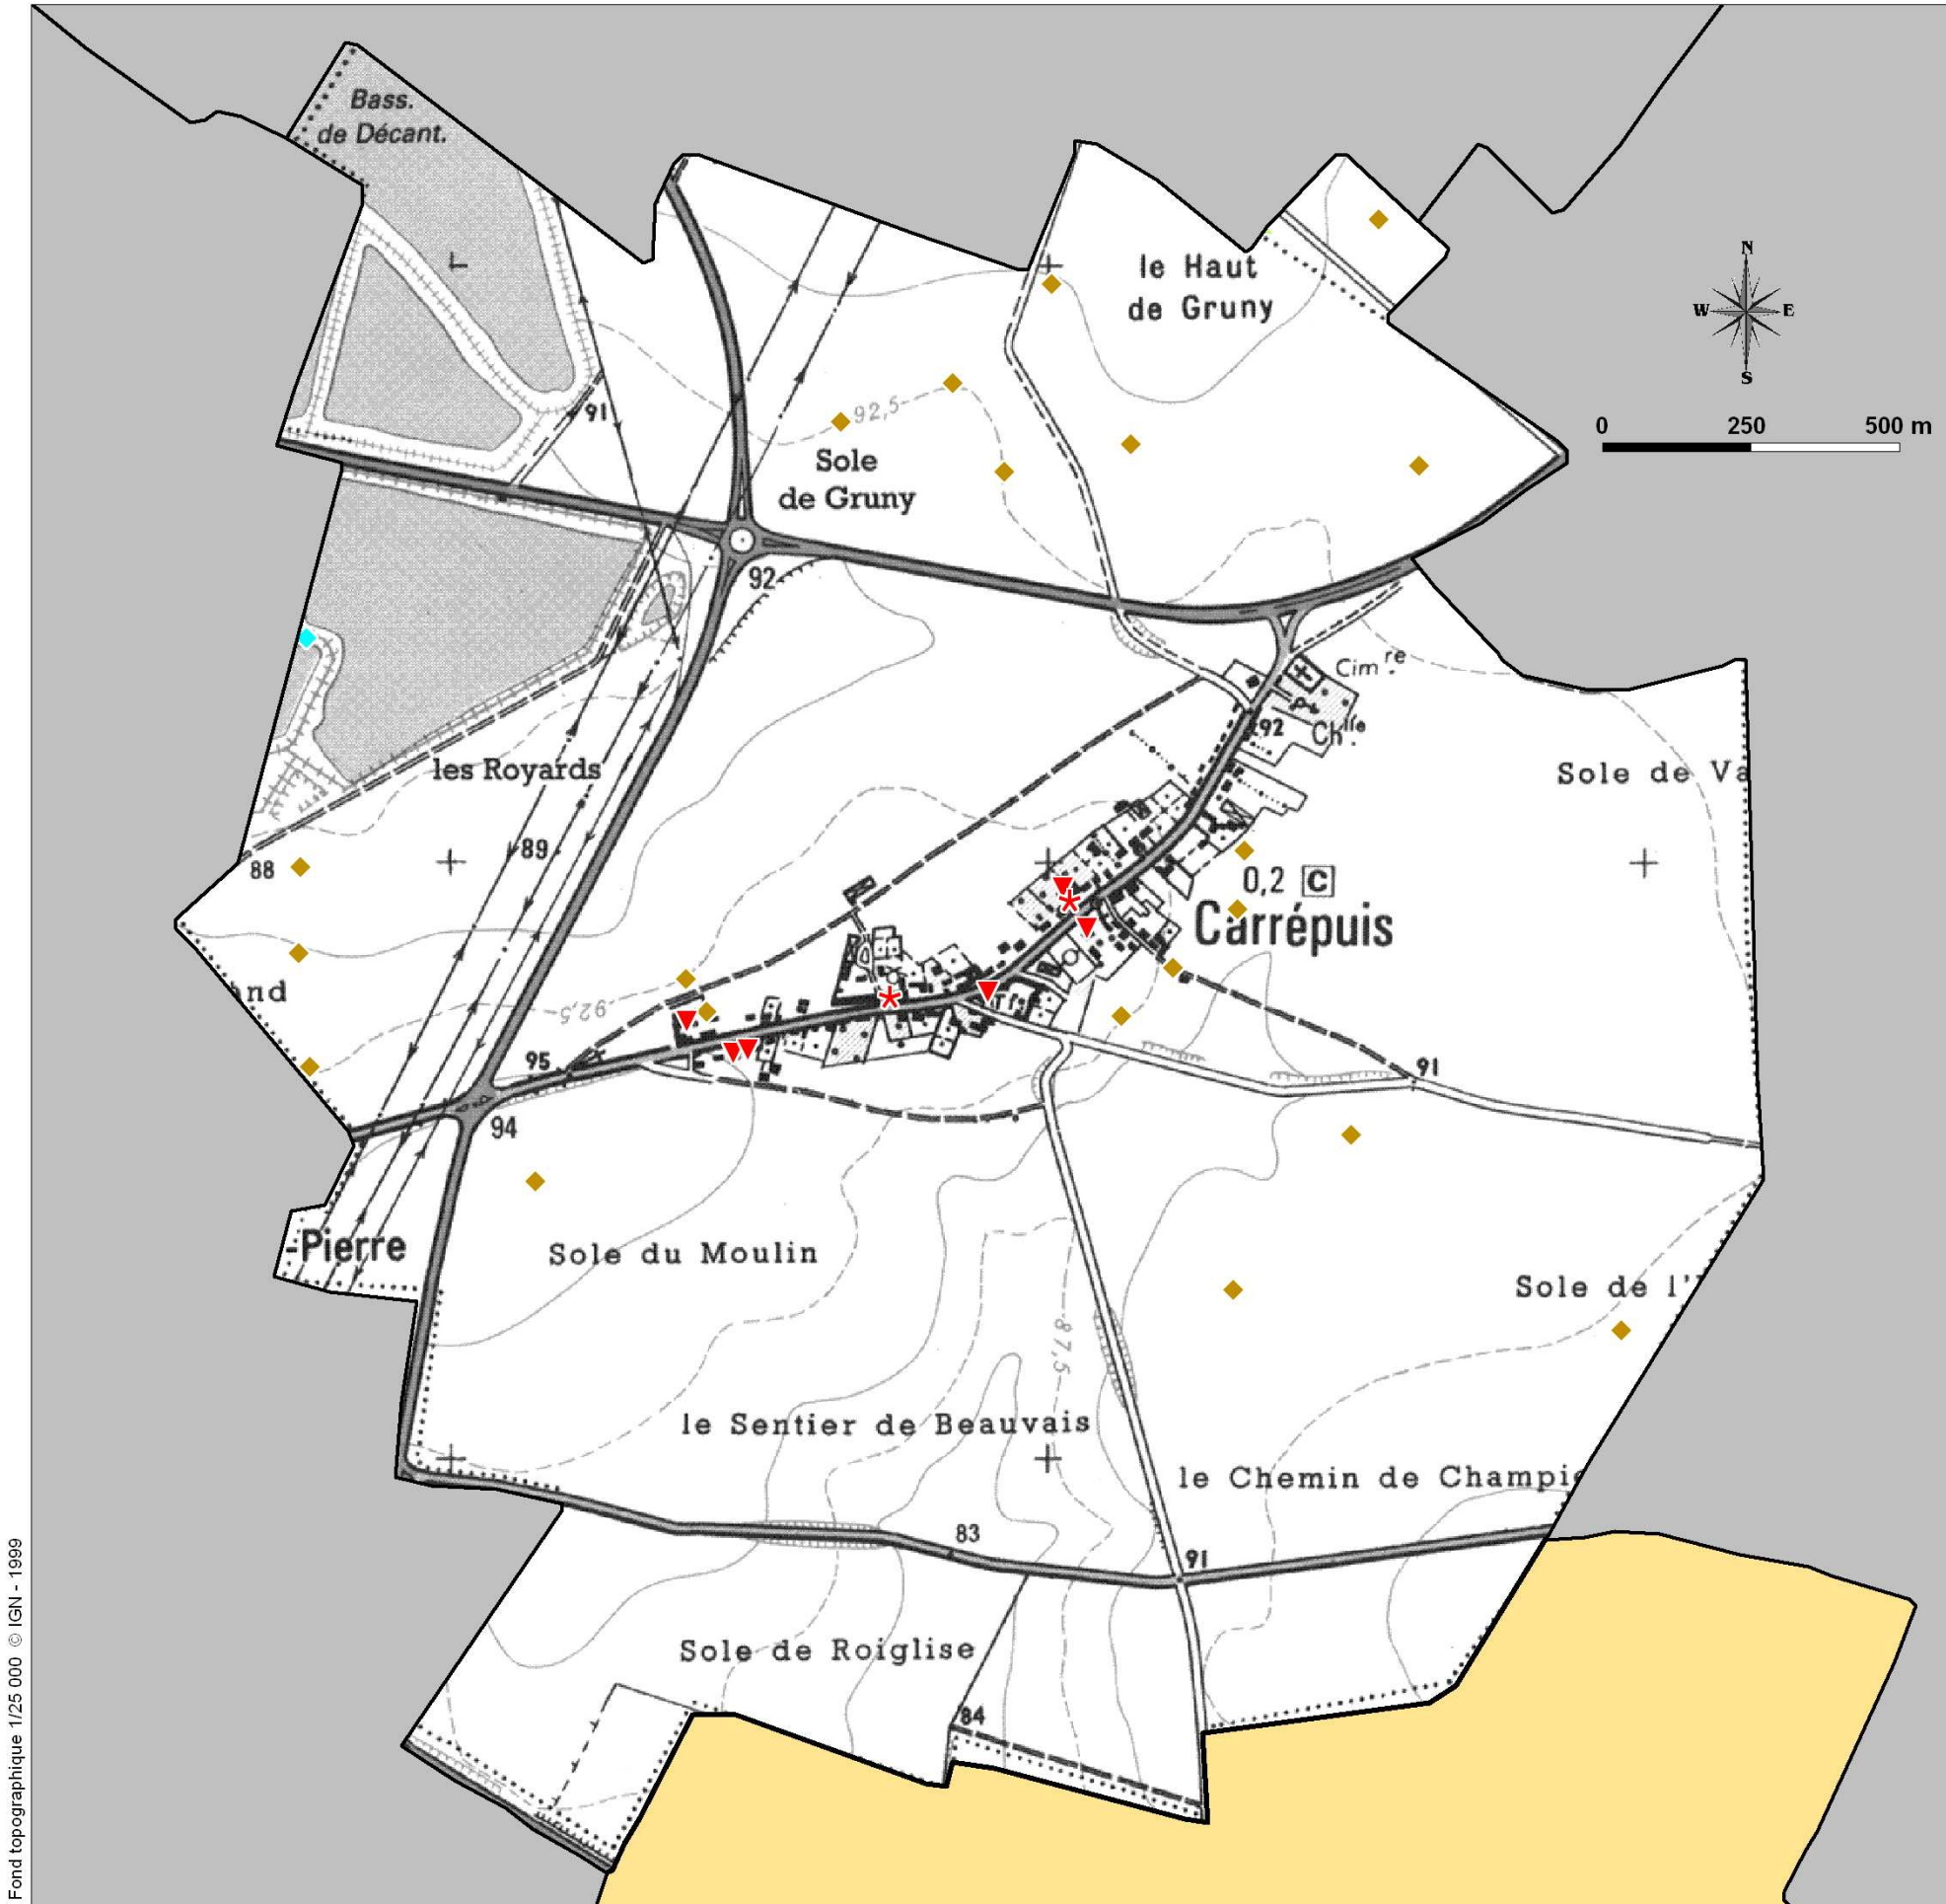 Bass.
de Décant.
le Haut
de Gruny
N
W E
S
0 250 500 m
91
92,5
Sole
de Gruny
92
Cim.re
92
Chlle
les Royards
Sole de Va
89
88
0,2 C
Carrépuis
and
92,5
95
91
94
-Pierre
Sole du Moulin
Sole de l'
87,5
le Sentier de Beauvais
le Chemin de Champi
83
91
Sole de Roiglise
84
Fond topographique 1/25 000 © IGN - 1999